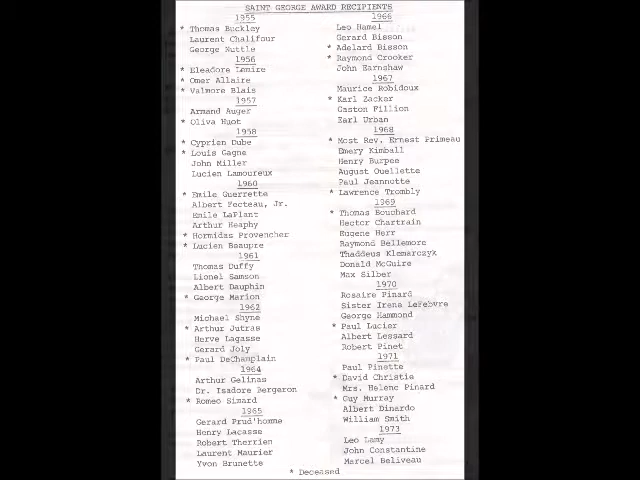 SAINT GEORGE AWARD RECIPIENTS
1955
* Thomas Buckley
Laurent Chalifour
George Nuttle
1956
* Eleadore Lemire
* Omer Allaire
* Valmore Blais
1957
Armand Auger
* Oliva Huot
1958
* Cyprien Dube
* Louis Gagne
John Miller
Lucien Lamoureux
1960
* Emile Guerrette
Albert Fecteau, Jr.
Emile LaPlant
Arthur Heaphy
* Hormidas Provencher
* Lucien Beaupre
1961
Thomas Duffy
Lionel Samson
Albert Dauphin
* George Marion
1962
Michael Shyne
* Arthur Jutras
Herve Lagasse
Gerard Joly
* Paul DeChamplain
1964
Arthur Gelinas
Dr. Isadore Bergeron
* Romeo Simard
1965
Gerard Prud'homme
Henry Lacasse
Robert Therrien
Laurent Maurier
Yvon Brunette
1966
Leo Hamel
Gerard Bisson
* Adelard Bisson
* Raymond Crooker
John Earnshaw
1967
Maurice Robidoux
* Karl Zacker
Gaston Fillion
Earl Urban
1968
* Most Rev. Ernest Primeau
Emery Kimball
Henry Burpee
August Ouellette
Paul Jeannotte
* Lawrence Trombly
1969
* Thomas Bouchard
Hector Chartrain
Eugene Herr
Raymond Bellemore
Thaddeus Klemarczyk
Donald McGuire
Max Silber
1970
Rosaire Pinard
Sister Irene LeFebvre
George Hammond
* Paul Lucier
Albert Lessard
Robert Pinet
1971
Paul Pinette
* David Christie
Mrs. Helene Pinard
* Guy Murray
Albert Dinardo
William Smith
1973
Leo Lamy
John Constantine
Marcel Beliveau
* Deceased